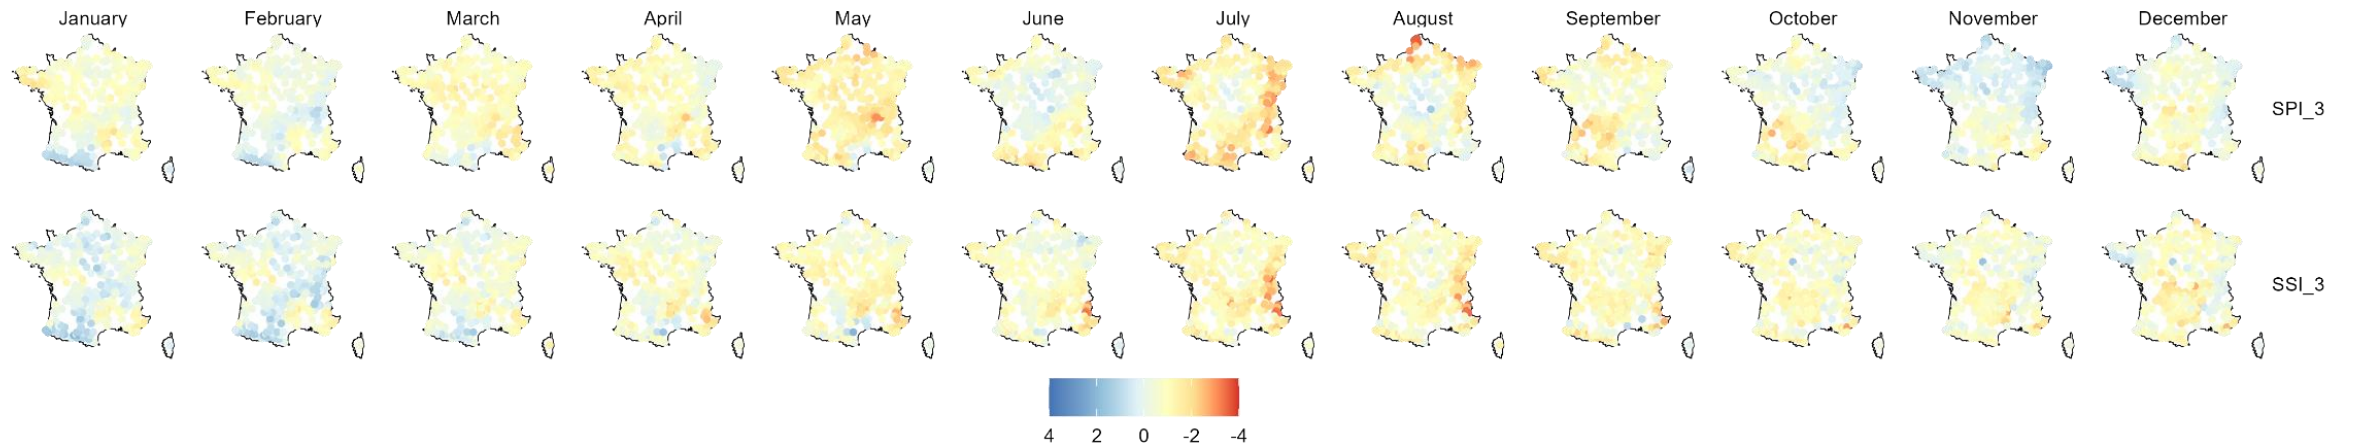 January February March April May June July August September October November December
SPI_3
SSI_3
4 2 0 -2 -4